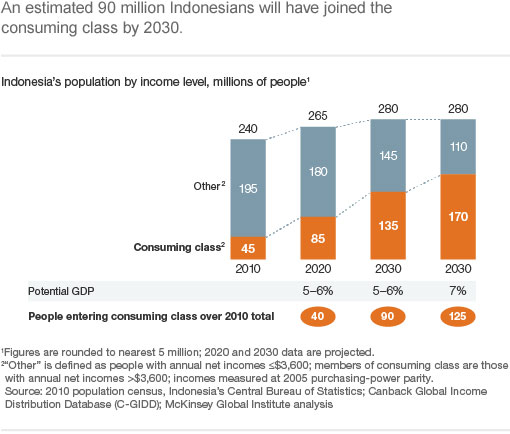 An estimated 90 million Indonesians will have joined the
consuming class by 2030.
Indonesia's population by income level, millions of people¹
240
265
280
280
Other²
195
180
145
110
Consuming class²
45
85
135
170
2010
2020
2030
2030
Potential GDP
5–6%
5–6%
7%
People entering consuming class over 2010 total
40
90
125
¹Figures are rounded to nearest 5 million; 2020 and 2030 data are projected.
²“Other” is defined as people with annual net incomes ≤$3,600; members of consuming class are those
with annual net incomes >$3,600; incomes measured at 2005 purchasing-power parity.
Source: 2010 population census, Indonesia's Central Bureau of Statistics; Canback Global Income
Distribution Database (C-GIDD); McKinsey Global Institute analysis